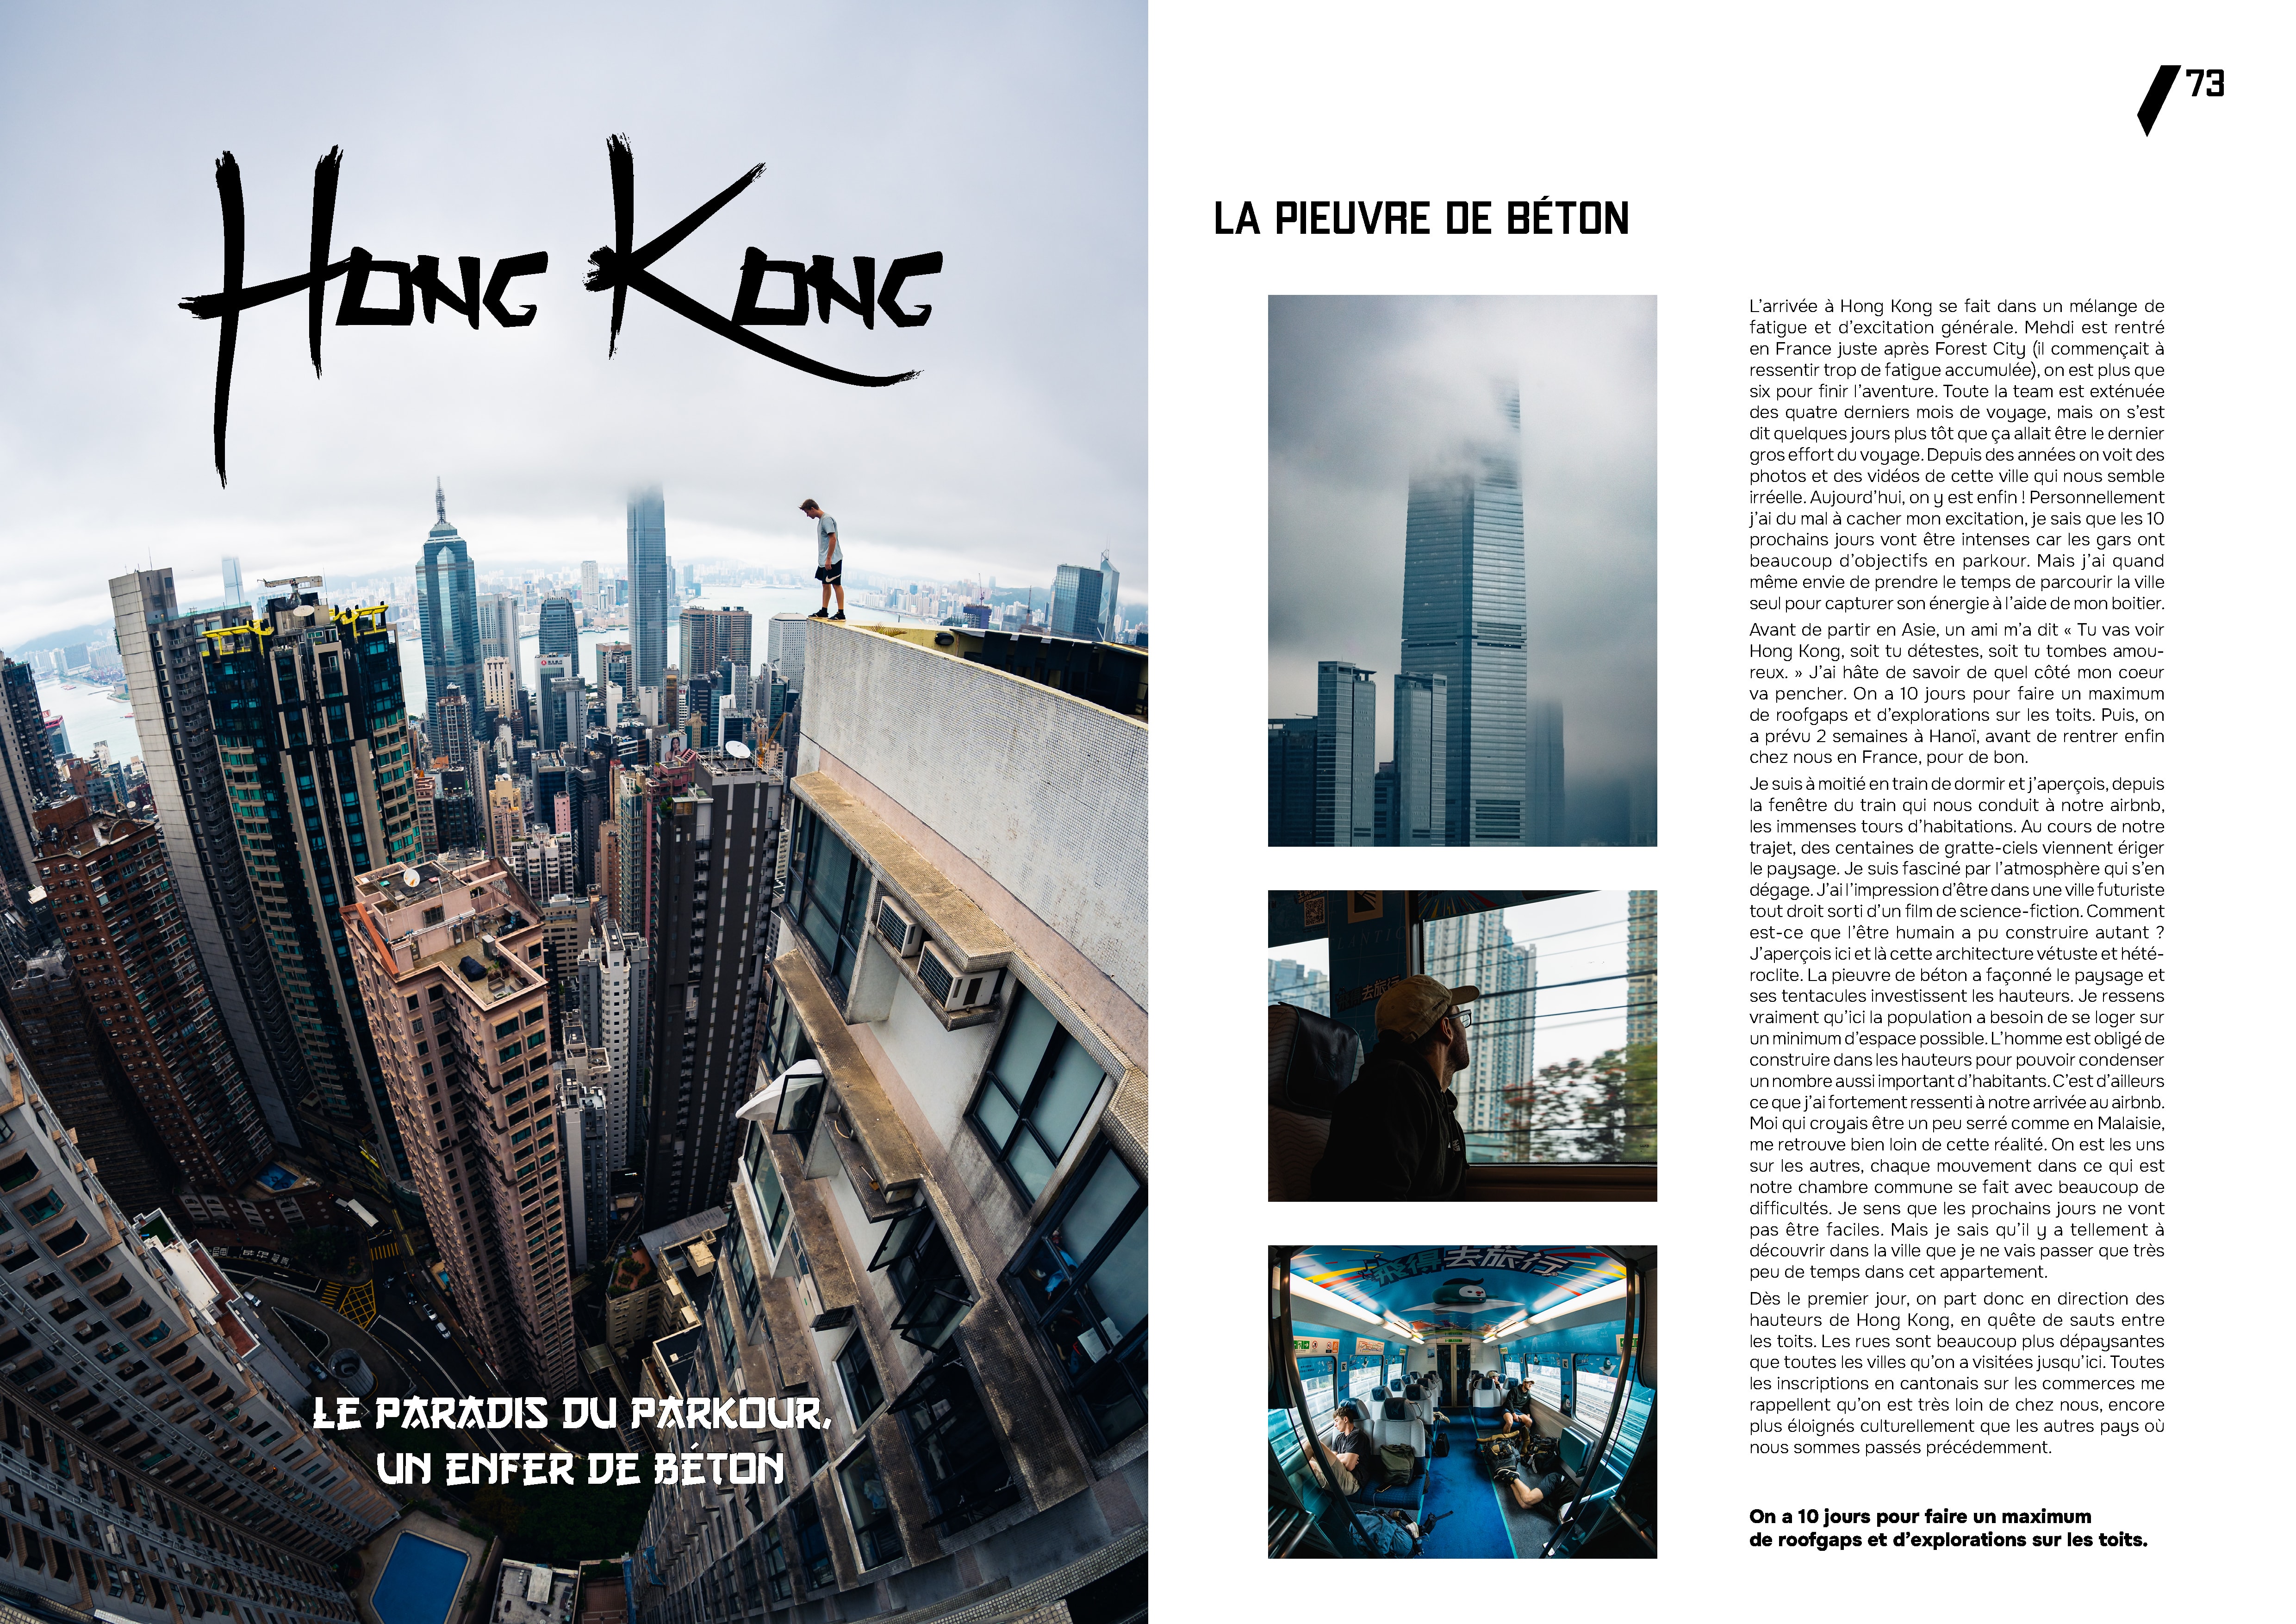 Hong Kong
LE PARADIS DU PARKOUR,
UN ENFER DE BÉTON
73
LA PIEUVRE DE BÉTON
L’arrivée à Hong Kong se fait dans un mélange de
fatigue et d’excitation générale. Mehdi est rentré
en France juste après Forest City (il commençait à
ressentir trop de fatigue accumulée), on est plus que
six pour finir l’aventure. Toute la team est exténuée
des quatre derniers mois de voyage, mais on s’est
dit quelques jours plus tôt que ça allait être le dernier
gros effort du voyage. Depuis des années on voit des
photos et des vidéos de cette ville qui nous semble
irréelle. Aujourd’hui, on y est enfin ! Personnellement
j’ai du mal à cacher mon excitation, je sais que les 10
prochains jours vont être intenses car les gars ont
beaucoup d’objectifs en parkour. Mais j’ai quand
même envie de prendre le temps de parcourir la ville
seul pour capturer son énergie à l’aide de mon boitier.
Avant de partir en Asie, un ami m’a dit « Tu vas voir
Hong Kong, soit tu détestes, soit tu tombes amou-
reux. » J’ai hâte de savoir de quel côté mon coeur
va pencher. On a 10 jours pour faire un maximum
de roofgaps et d’explorations sur les toits. Puis, on
a prévu 2 semaines à Hanoï, avant de rentrer enfin
chez nous en France, pour de bon.
Je suis à moitié en train de dormir et j’aperçois, depuis
la fenêtre du train qui nous conduit à notre airbnb,
les immenses tours d’habitations. Au cours de notre
trajet, des centaines de gratte-ciels viennent ériger
le paysage. Je suis fasciné par l’atmosphère qui s’en
dégage. J’ai l’impression d’être dans une ville futuriste
tout droit sorti d’un film de science-fiction. Comment
est-ce que l’être humain a pu construire autant ?
J’aperçois ici et là cette architecture vétuste et hété-
roclite. La pieuvre de béton a façonné le paysage et
ses tentacules investissent les hauteurs. Je ressens
vraiment qu’ici la population a besoin de se loger sur
un minimum d’espace possible. L’homme est obligé de
construire dans les hauteurs pour pouvoir condenser
un nombre aussi important d’habitants. C’est d’ailleurs
ce que j’ai fortement ressenti à notre arrivée au airbnb.
Moi qui croyais être un peu serré comme en Malaisie,
me retrouve bien loin de cette réalité. On est les uns
sur les autres, chaque mouvement dans ce qui est
notre chambre commune se fait avec beaucoup de
difficultés. Je sens que les prochains jours ne vont
pas être faciles. Mais je sais qu’il y a tellement à
découvrir dans la ville que je ne vais passer que très
peu de temps dans cet appartement.
Dès le premier jour, on part donc en direction des
hauteurs de Hong Kong, en quête de sauts entre
les toits. Les rues sont beaucoup plus dépaysantes
que toutes les villes qu’on a visitées jusqu’ici. Toutes
les inscriptions en cantonais sur les commerces me
rappellent qu’on est très loin de chez nous, encore
plus éloignés culturellement que les autres pays où
nous sommes passés précédemment.
On a 10 jours pour faire un maximum
de roofgaps et d’explorations sur les toits.
去旅行
飛得去旅行